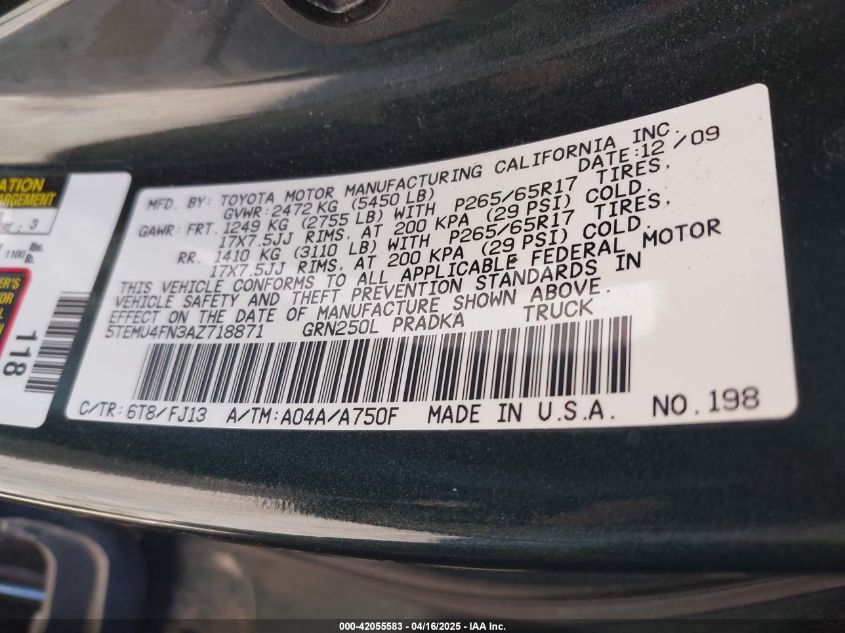 MFD. BY: TOYOTA MOTOR MANUFACTURING CALIFORNIA INC.
GVWR: 2472 KG (5450 LB) DATE: 12/09
GAWR: FRT. 1249 KG (2755 LB) WITH P265/65R17 TIRES,
17X7.5JJ RIMS, AT 200 KPA (29 PSI) COLD.
RR. 1410 KG (3110 LB) WITH P265/65R17 TIRES,
17X7.5JJ RIMS, AT 200 KPA (29 PSI) COLD.
THIS VEHICLE CONFORMS TO ALL APPLICABLE FEDERAL MOTOR
VEHICLE SAFETY AND THEFT PREVENTION STANDARDS IN
EFFECT ON THE DATE OF MANUFACTURE SHOWN ABOVE.
5TEMU4FN3AZ718871 GRN250L PRADKA TRUCK
C/TR: 6T8/FJ13 A/TM: A04A/A750F MADE IN U.S.A. NO. 198
3
118
000-42055583 - 04/16/2025 - IAA Inc.